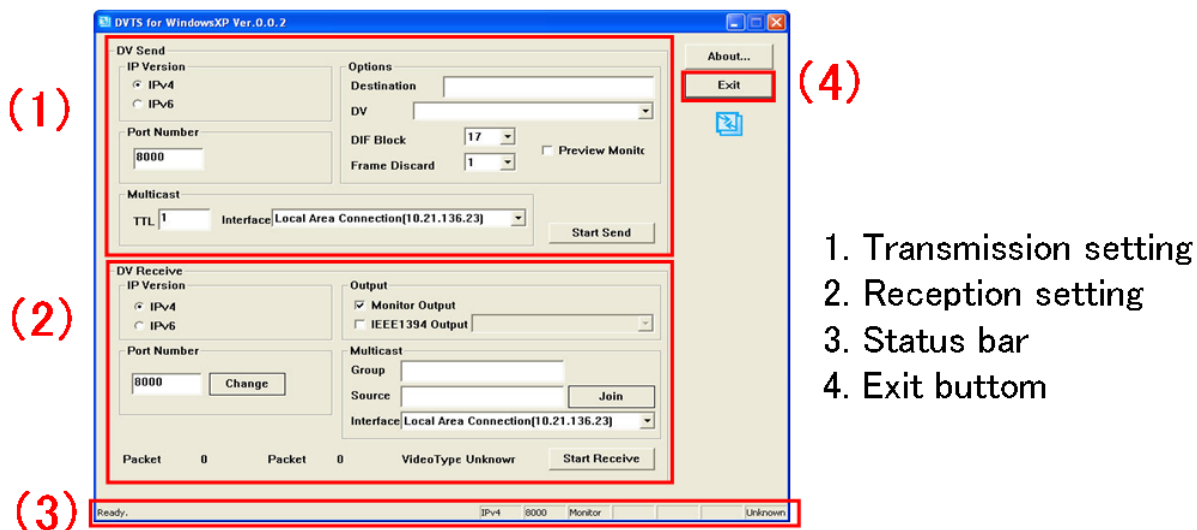 DVTS for WindowsXP Ver.0.0.2
(1)
DV Send
IP Version
IPv4
IPv6
Port Number
8000
Options
Destination
DV
DIF Block 17
Frame Discard 1
Preview Monitc
Multicast
TTL 1 Interface Local Area Connection(10.21.136.23)
Start Send
About...
Exit
(4)
(2)
DV Receive
IP Version
IPv4
IPv6
Port Number
8000 Change
Output
Monitor Output
IEEE1394 Output
Multicast
Group
Source Join
Interface Local Area Connection(10.21.136.23)
Packet 0 Packet 0 VideoType Unknowr Start Receive
(3)
Ready. IPv4 8000 Monitor Unknown
1. Transmission setting
2. Reception setting
3. Status bar
4. Exit buttom